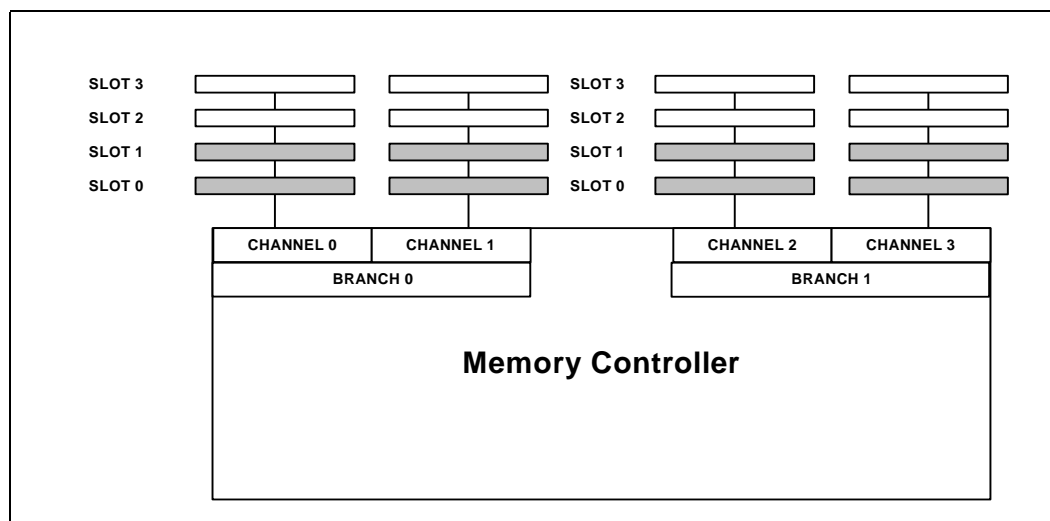 SLOT 3 SLOT 3
SLOT 2 SLOT 2
SLOT 1 SLOT 1
SLOT 0 SLOT 0
CHANNEL 0 CHANNEL 1 CHANNEL 2 CHANNEL 3
BRANCH 0 BRANCH 1
Memory Controller